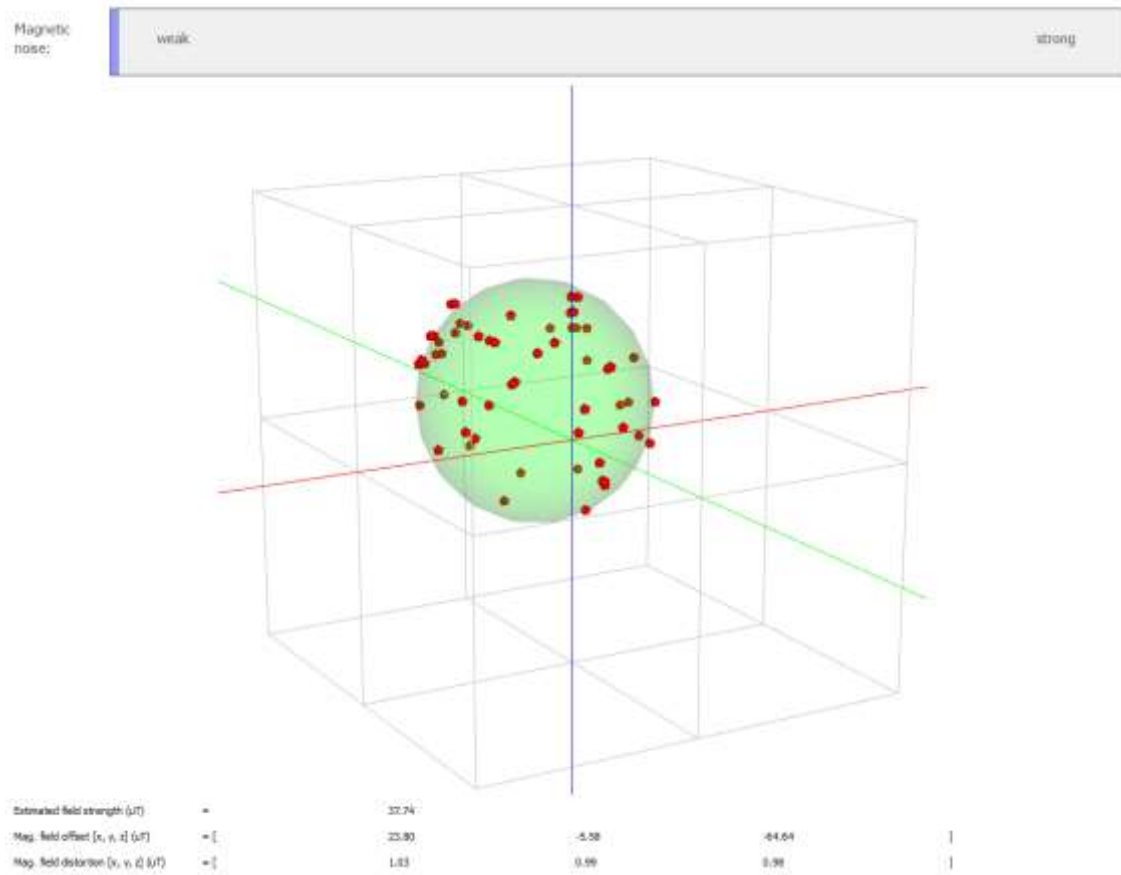 Magnetic
noise:
weak strong
Estimated field strength (uT) = 37.74
Mag. field offset [x, y, z] (uT) = [ 23.80 -5.58 -64.64 ]
Mag. field distortion [x, y, z] (uT) = [ 1.03 0.99 0.98 ]